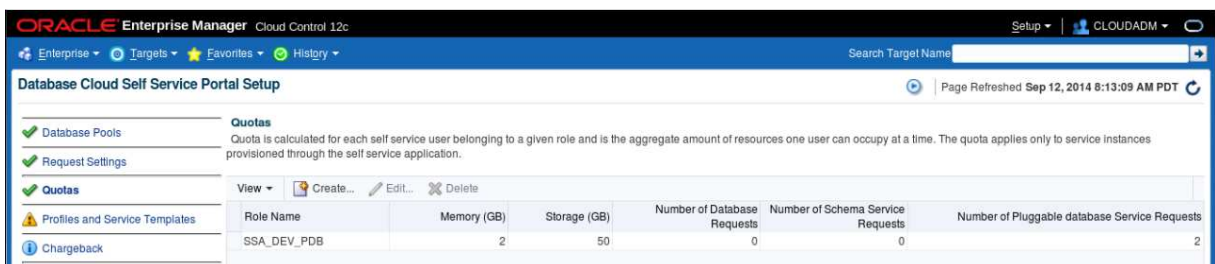 ORACLE Enterprise Manager Cloud Control 12c
Setup CLOUDADM
Enterprise Targets Favorites History
Search Target Name
Database Cloud Self Service Portal Setup
Page Refreshed Sep 12, 2014 8:13:09 AM PDT
Database Pools
Request Settings
Quotas
Profiles and Service Templates
Chargeback
Quotas
Quota is calculated for each self service user belonging to a given role and is the aggregate amount of resources one user can occupy at a time. The quota applies only to service instances
provisioned through the self service application.
View Create... Edit... Delete
Role Name Memory (GB) Storage (GB) Number of Database Requests Number of Schema Service Requests Number of Pluggable database Service Requests
SSA_DEV_PDB 2 50 0 0 2